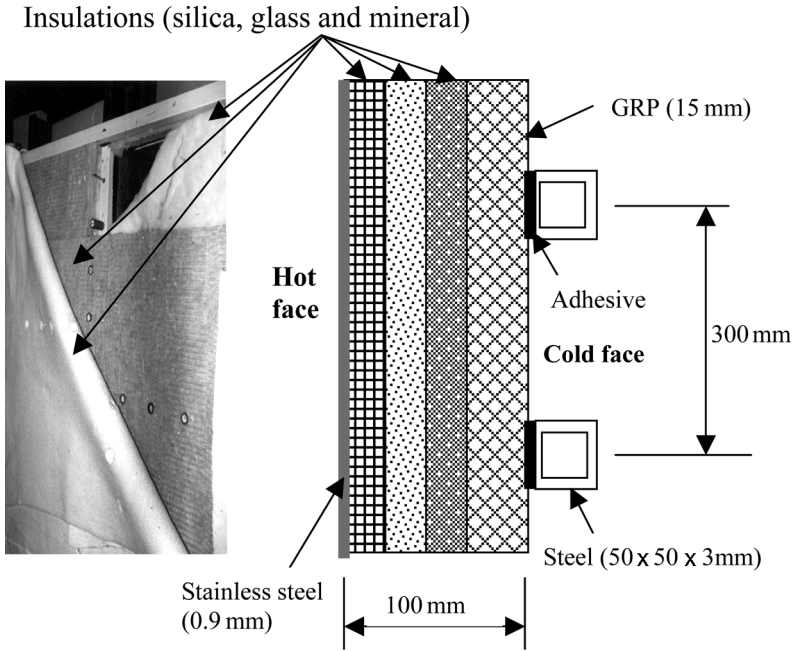 Insulations (silica, glass and mineral)
GRP (15 mm)
Hot
face
Adhesive
Cold face
300 mm
Steel (50 x 50 x 3mm)
Stainless steel
(0.9 mm)
100 mm